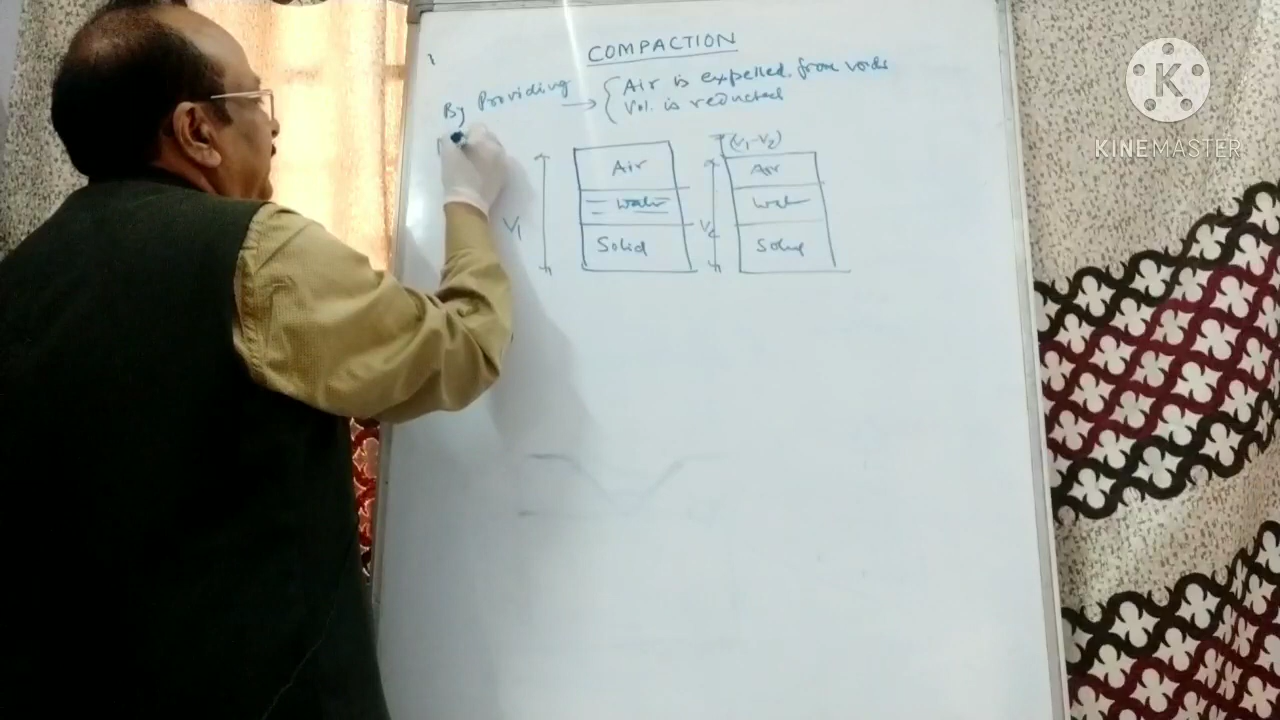 COMPACTION
By Providing → Air is expelled from voids
Vol. is reducted
(V1-V2)
Air
Air
water
Wat
V1
V2
Solid
Solid
K
KINEMASTER